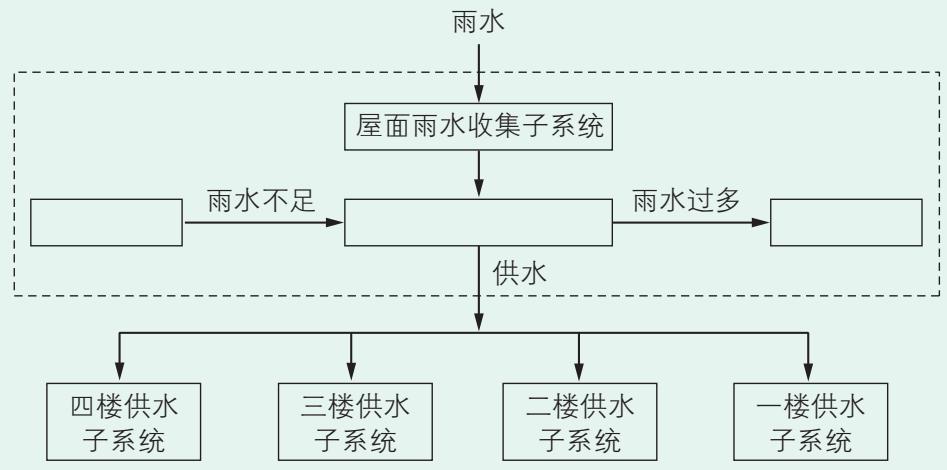 雨水
屋面雨水收集子系统
雨水不足
雨水过多
供水
四楼供水
子系统
三楼供水
子系统
二楼供水
子系统
一楼供水
子系统